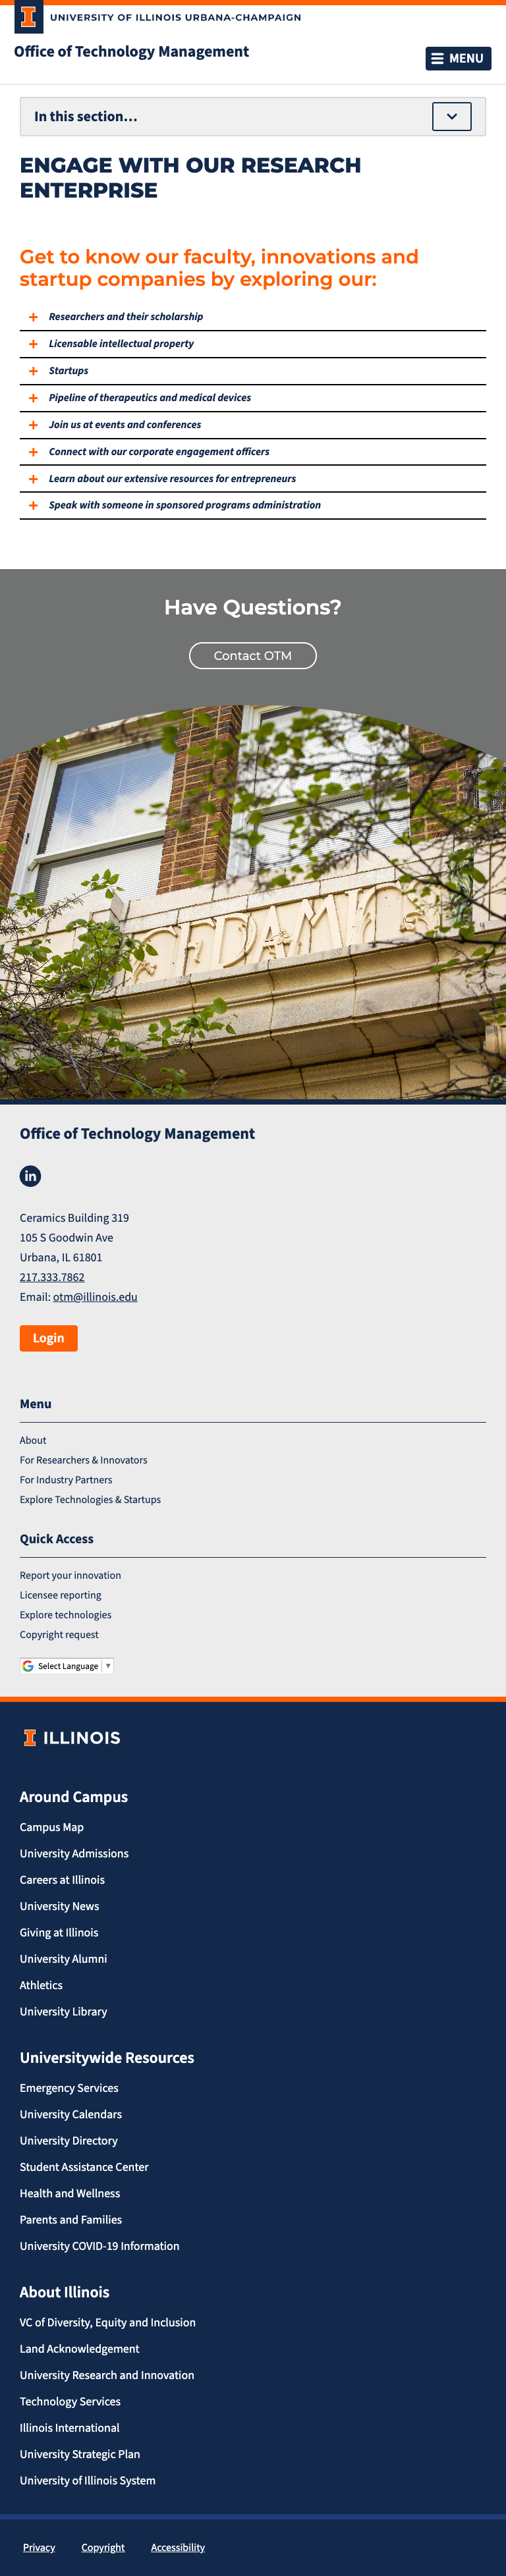 UNIVERSITY OF ILLINOIS URBANA-CHAMPAIGN
Office of Technology Management
MENU
In this section...
ENGAGE WITH OUR RESEARCH
ENTERPRISE
Get to know our faculty, innovations and
startup companies by exploring our:
Researchers and their scholarship
Licensable intellectual property
Startups
Pipeline of therapeutics and medical devices
Join us at events and conferences
Connect with our corporate engagement officers
Learn about our extensive resources for entrepreneurs
Speak with someone in sponsored programs administration
Have Questions?
Contact OTM
Office of Technology Management
in
Ceramics Building 319
105 S Goodwin Ave
Urbana, IL 61801
217.333.7862
Email: otm@illinois.edu
Login
Menu
About
For Researchers & Innovators
For Industry Partners
Explore Technologies & Startups
Quick Access
Report your innovation
Licensee reporting
Explore technologies
Copyright request
Select Language
ILLINOIS
Around Campus
Campus Map
University Admissions
Careers at Illinois
University News
Giving at Illinois
University Alumni
Athletics
University Library
Universitywide Resources
Emergency Services
University Calendars
University Directory
Student Assistance Center
Health and Wellness
Parents and Families
University COVID-19 Information
About Illinois
VC of Diversity, Equity and Inclusion
Land Acknowledgement
University Research and Innovation
Technology Services
Illinois International
University Strategic Plan
University of Illinois System
Privacy Copyright Accessibility